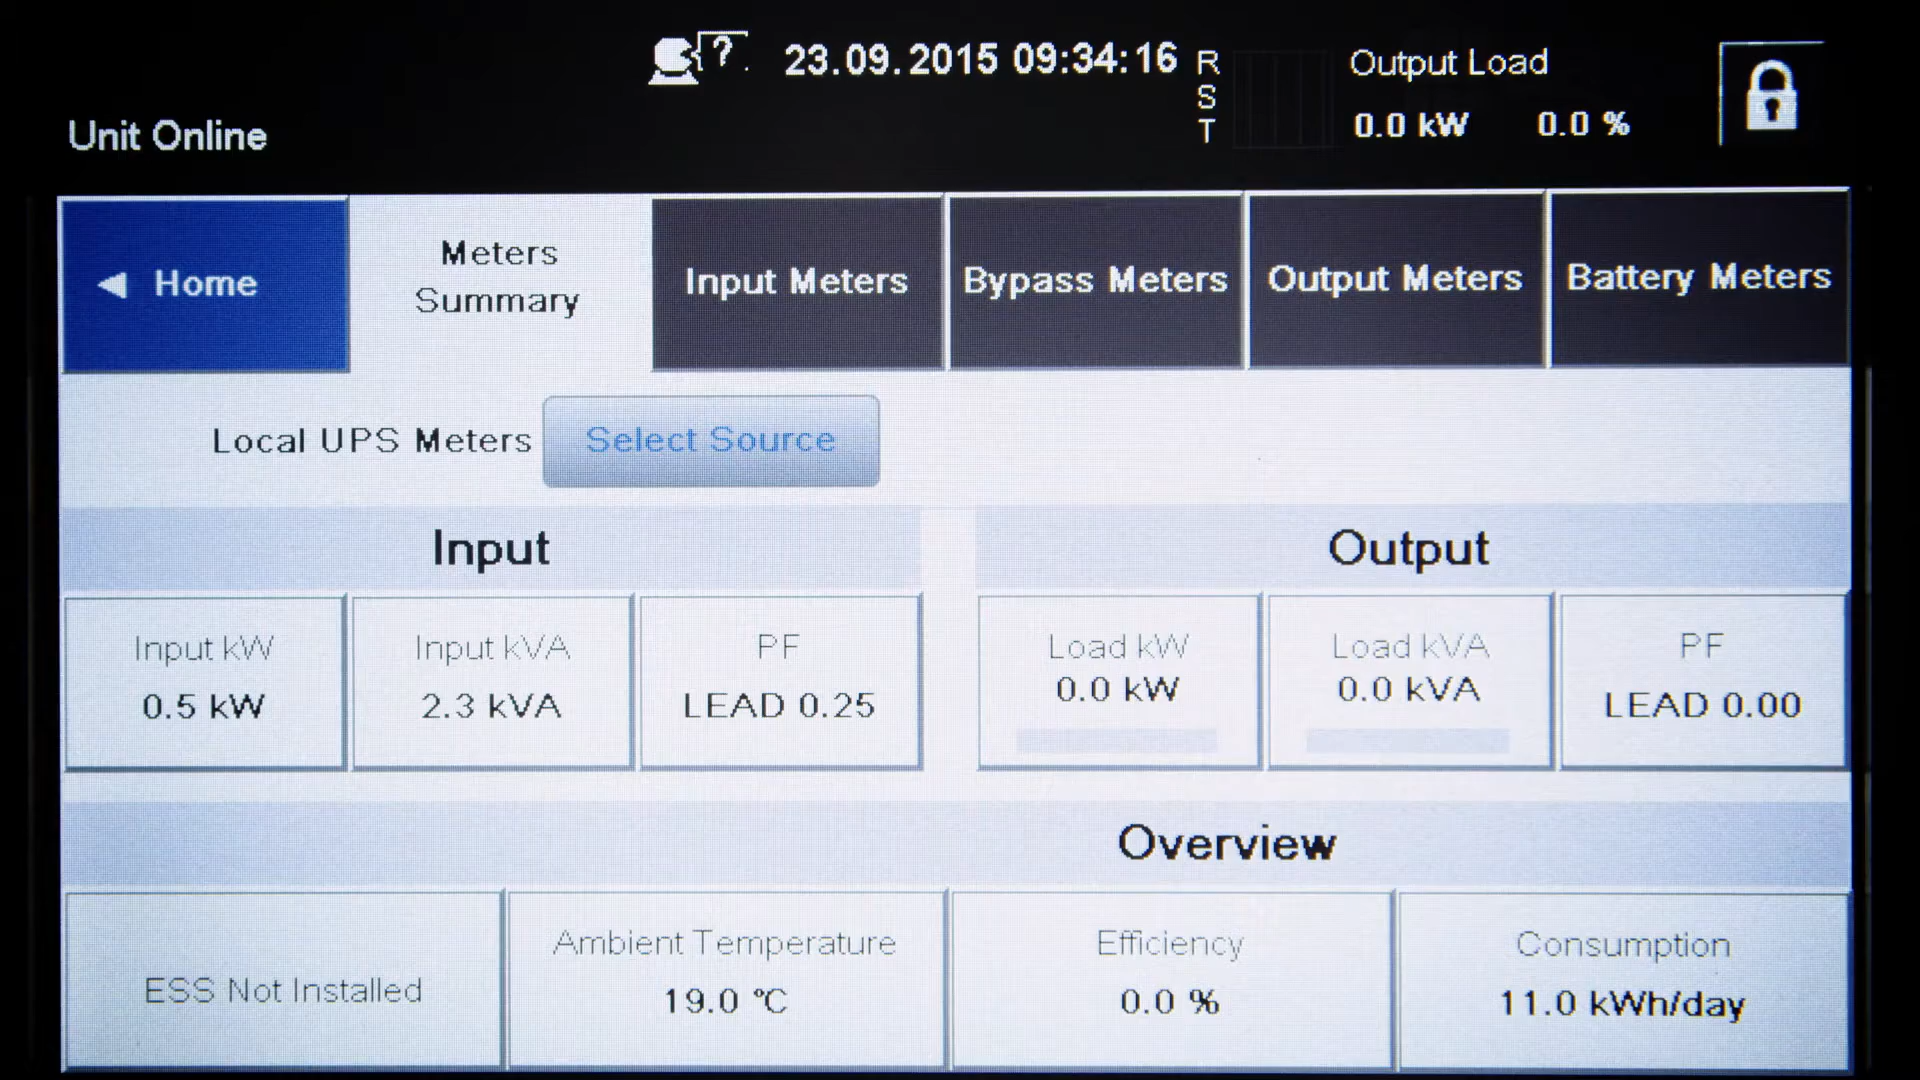 ?
23.09.2015 09:34:16
R
S
T
Output Load
0.0 kW 0.0 %
Unit Online
◀ Home
Meters
Summary
Input Meters
Bypass Meters
Output Meters
Battery Meters
Local UPS Meters
Select Source
Input
Output
Input kW
0.5 kW
Input kVA
2.3 kVA
PF
LEAD 0.25
Load kW
0.0 kW
Load kVA
0.0 kVA
PF
LEAD 0.00
Overview
ESS Not Installed
Ambient Temperature
19.0 °C
Efficiency
0.0 %
Consumption
11.0 kWh/day